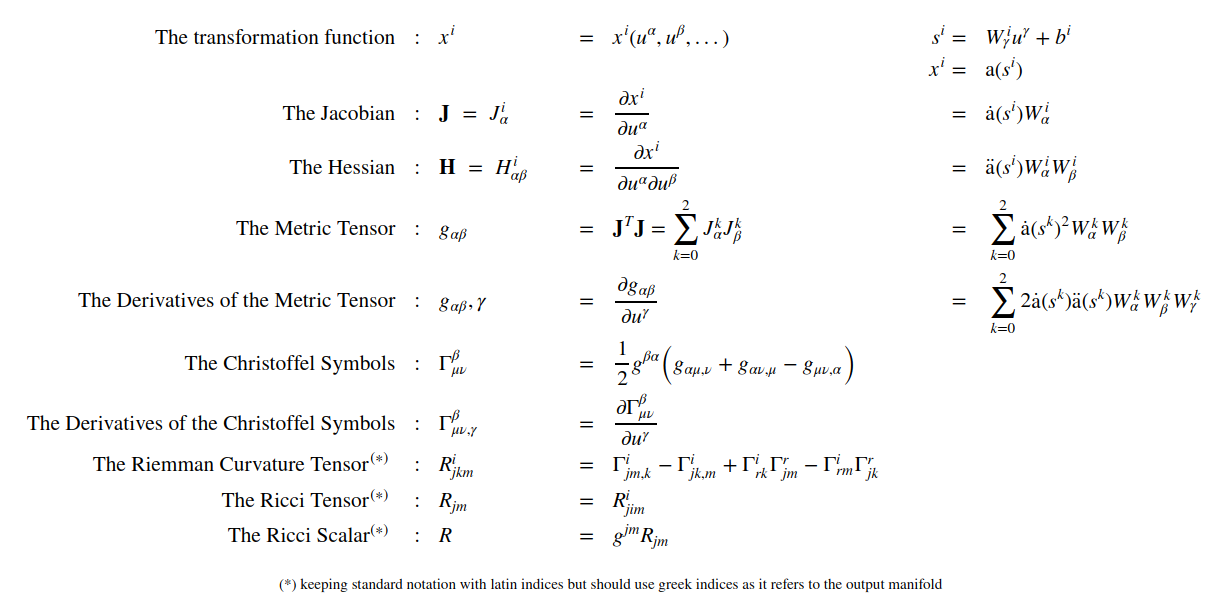 The transformation function : $x^i$ = $x^i(u^\alpha, u^\beta, \ldots)$ $s^i =$ $W^i_\gamma u^\gamma + b^i$
$x^i =$ $\mathrm{a}(s^i)$
The Jacobian : $\mathbf{J} = J^i_\alpha$ = $\frac{\partial x^i}{\partial u^\alpha}$ = $\dot{\mathrm{a}}(s^i)W^i_\alpha$
The Hessian : $\mathbf{H} = H^i_{\alpha\beta}$ = $\frac{\partial x^i}{\partial u^\alpha \partial u^\beta}$ = $\ddot{\mathrm{a}}(s^i)W^i_\alpha W^i_\beta$
The Metric Tensor : $g_{\alpha\beta}$ = $\mathbf{J}^T\mathbf{J} = \sum_{k=0}^{2} J^k_\alpha J^k_\beta$ = $\sum_{k=0}^{2} \dot{\mathrm{a}}(s^k)^2 W^k_\alpha W^k_\beta$
The Derivatives of the Metric Tensor : $g_{\alpha\beta},\gamma$ = $\frac{\partial g_{\alpha\beta}}{\partial u^\gamma}$ = $\sum_{k=0}^{2} 2\dot{\mathrm{a}}(s^k)\ddot{\mathrm{a}}(s^k)W^k_\alpha W^k_\beta W^k_\gamma$
The Christoffel Symbols : $\Gamma^\beta_{\mu\nu}$ = $\frac{1}{2}g^{\beta\alpha}\left(g_{\alpha\mu,\nu} + g_{\alpha\nu,\mu} - g_{\mu\nu,\alpha}\right)$
The Derivatives of the Christoffel Symbols : $\Gamma^\beta_{\mu\nu,\gamma}$ = $\frac{\partial \Gamma^\beta_{\mu\nu}}{\partial u^\gamma}$
The Riemman Curvature Tensor$^{(*)}$ : $R^i_{jkm}$ = $\Gamma^i_{jm,k} - \Gamma^i_{jk,m} + \Gamma^i_{rk}\Gamma^r_{jm} - \Gamma^i_{rm}\Gamma^r_{jk}$
The Ricci Tensor$^{(*)}$ : $R_{jm}$ = $R^i_{jim}$
The Ricci Scalar$^{(*)}$ : $R$ = $g^{jm}R_{jm}$
(*) keeping standard notation with latin indices but should use greek indices as it refers to the output manifold